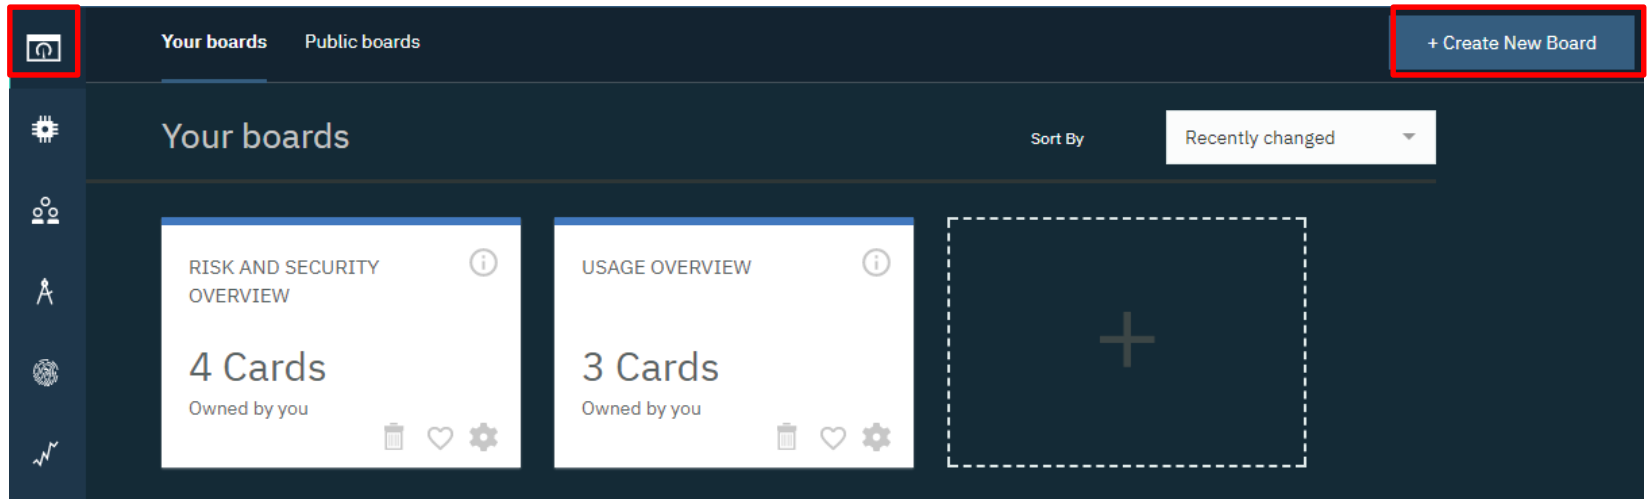 Your boards
Public boards
+ Create New Board
Your boards
Sort By
Recently changed
RISK AND SECURITY
OVERVIEW
4 Cards
Owned by you
USAGE OVERVIEW
3 Cards
Owned by you